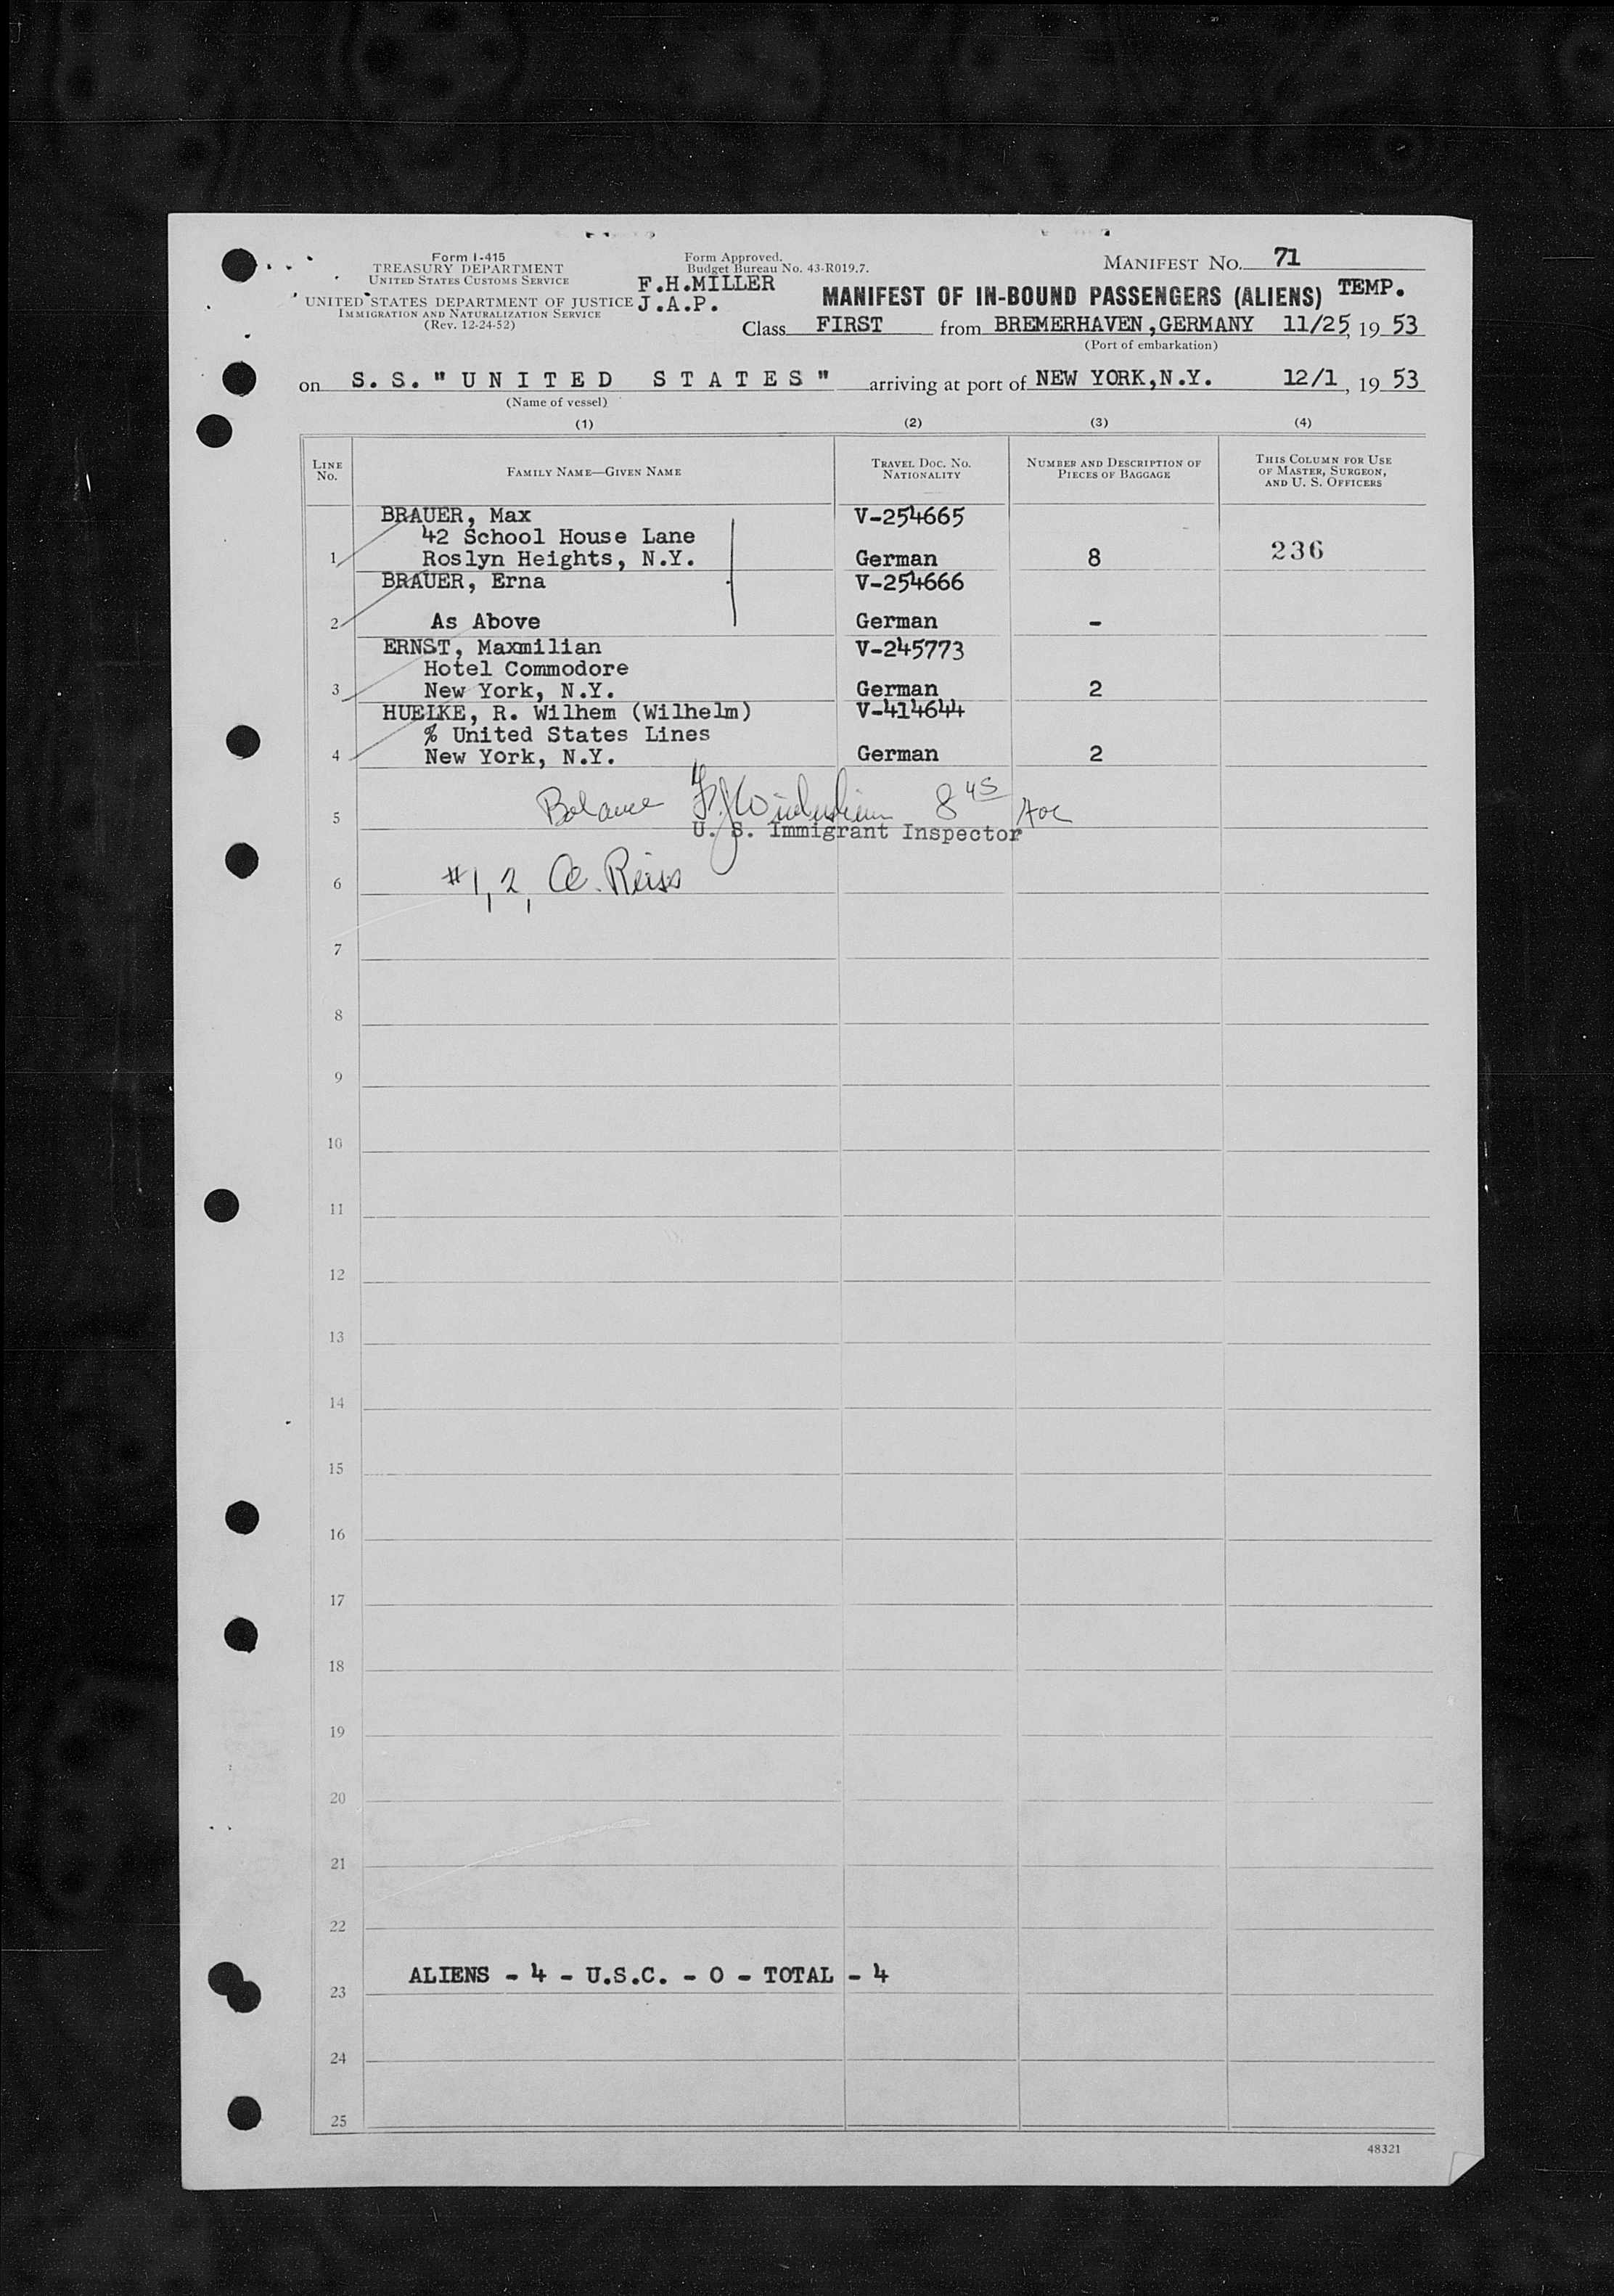 Form I-415
TREASURY DEPARTMENT
UNITED STATES CUSTOMS SERVICE
UNITED STATES DEPARTMENT OF JUSTICE
IMMIGRATION AND NATURALIZATION SERVICE
(Rev. 12-24-52)
Form Approved.
Budget Bureau No. 43-R019.7.
F.H.MILLER
J.A.P.
MANIFEST NO. 71
MANIFEST OF IN-BOUND PASSENGERS (ALIENS) TEMP.
Class FIRST from BREMERHAVEN,GERMANY 11/25, 19 53
(Port of embarkation)
on S.S."UNITED STATES" arriving at port of NEW YORK,N.Y. 12/1, 19 53
(Name of vessel)
(1) (2) (3) (4)
LINE NO. FAMILY NAME—GIVEN NAME TRAVEL DOC. NO. NATIONALITY NUMBER AND DESCRIPTION OF PIECES OF BAGGAGE THIS COLUMN FOR USE OF MASTER, SURGEON, AND U. S. OFFICERS
BRAUER, Max V-254665
42 School House Lane
1 Roslyn Heights, N.Y. German 8 236
BRAUER, Erna V-254666
2 As Above German -
ERNST, Maxmilian V-245773
Hotel Commodore
3 New York, N.Y. German 2
HUELKE, R. Wilhem (Wilhelm) V-414644
% United States Lines
4 New York, N.Y. German 2
Balance 8 45
5 U. S. Immigrant Inspector
6 #1, 2, Reiss
7
8
9
10
11
12
13
14
15
16
17
18
19
20
21
22
ALIENS - 4 - U.S.C. - 0 - TOTAL - 4
23
24
25
48321